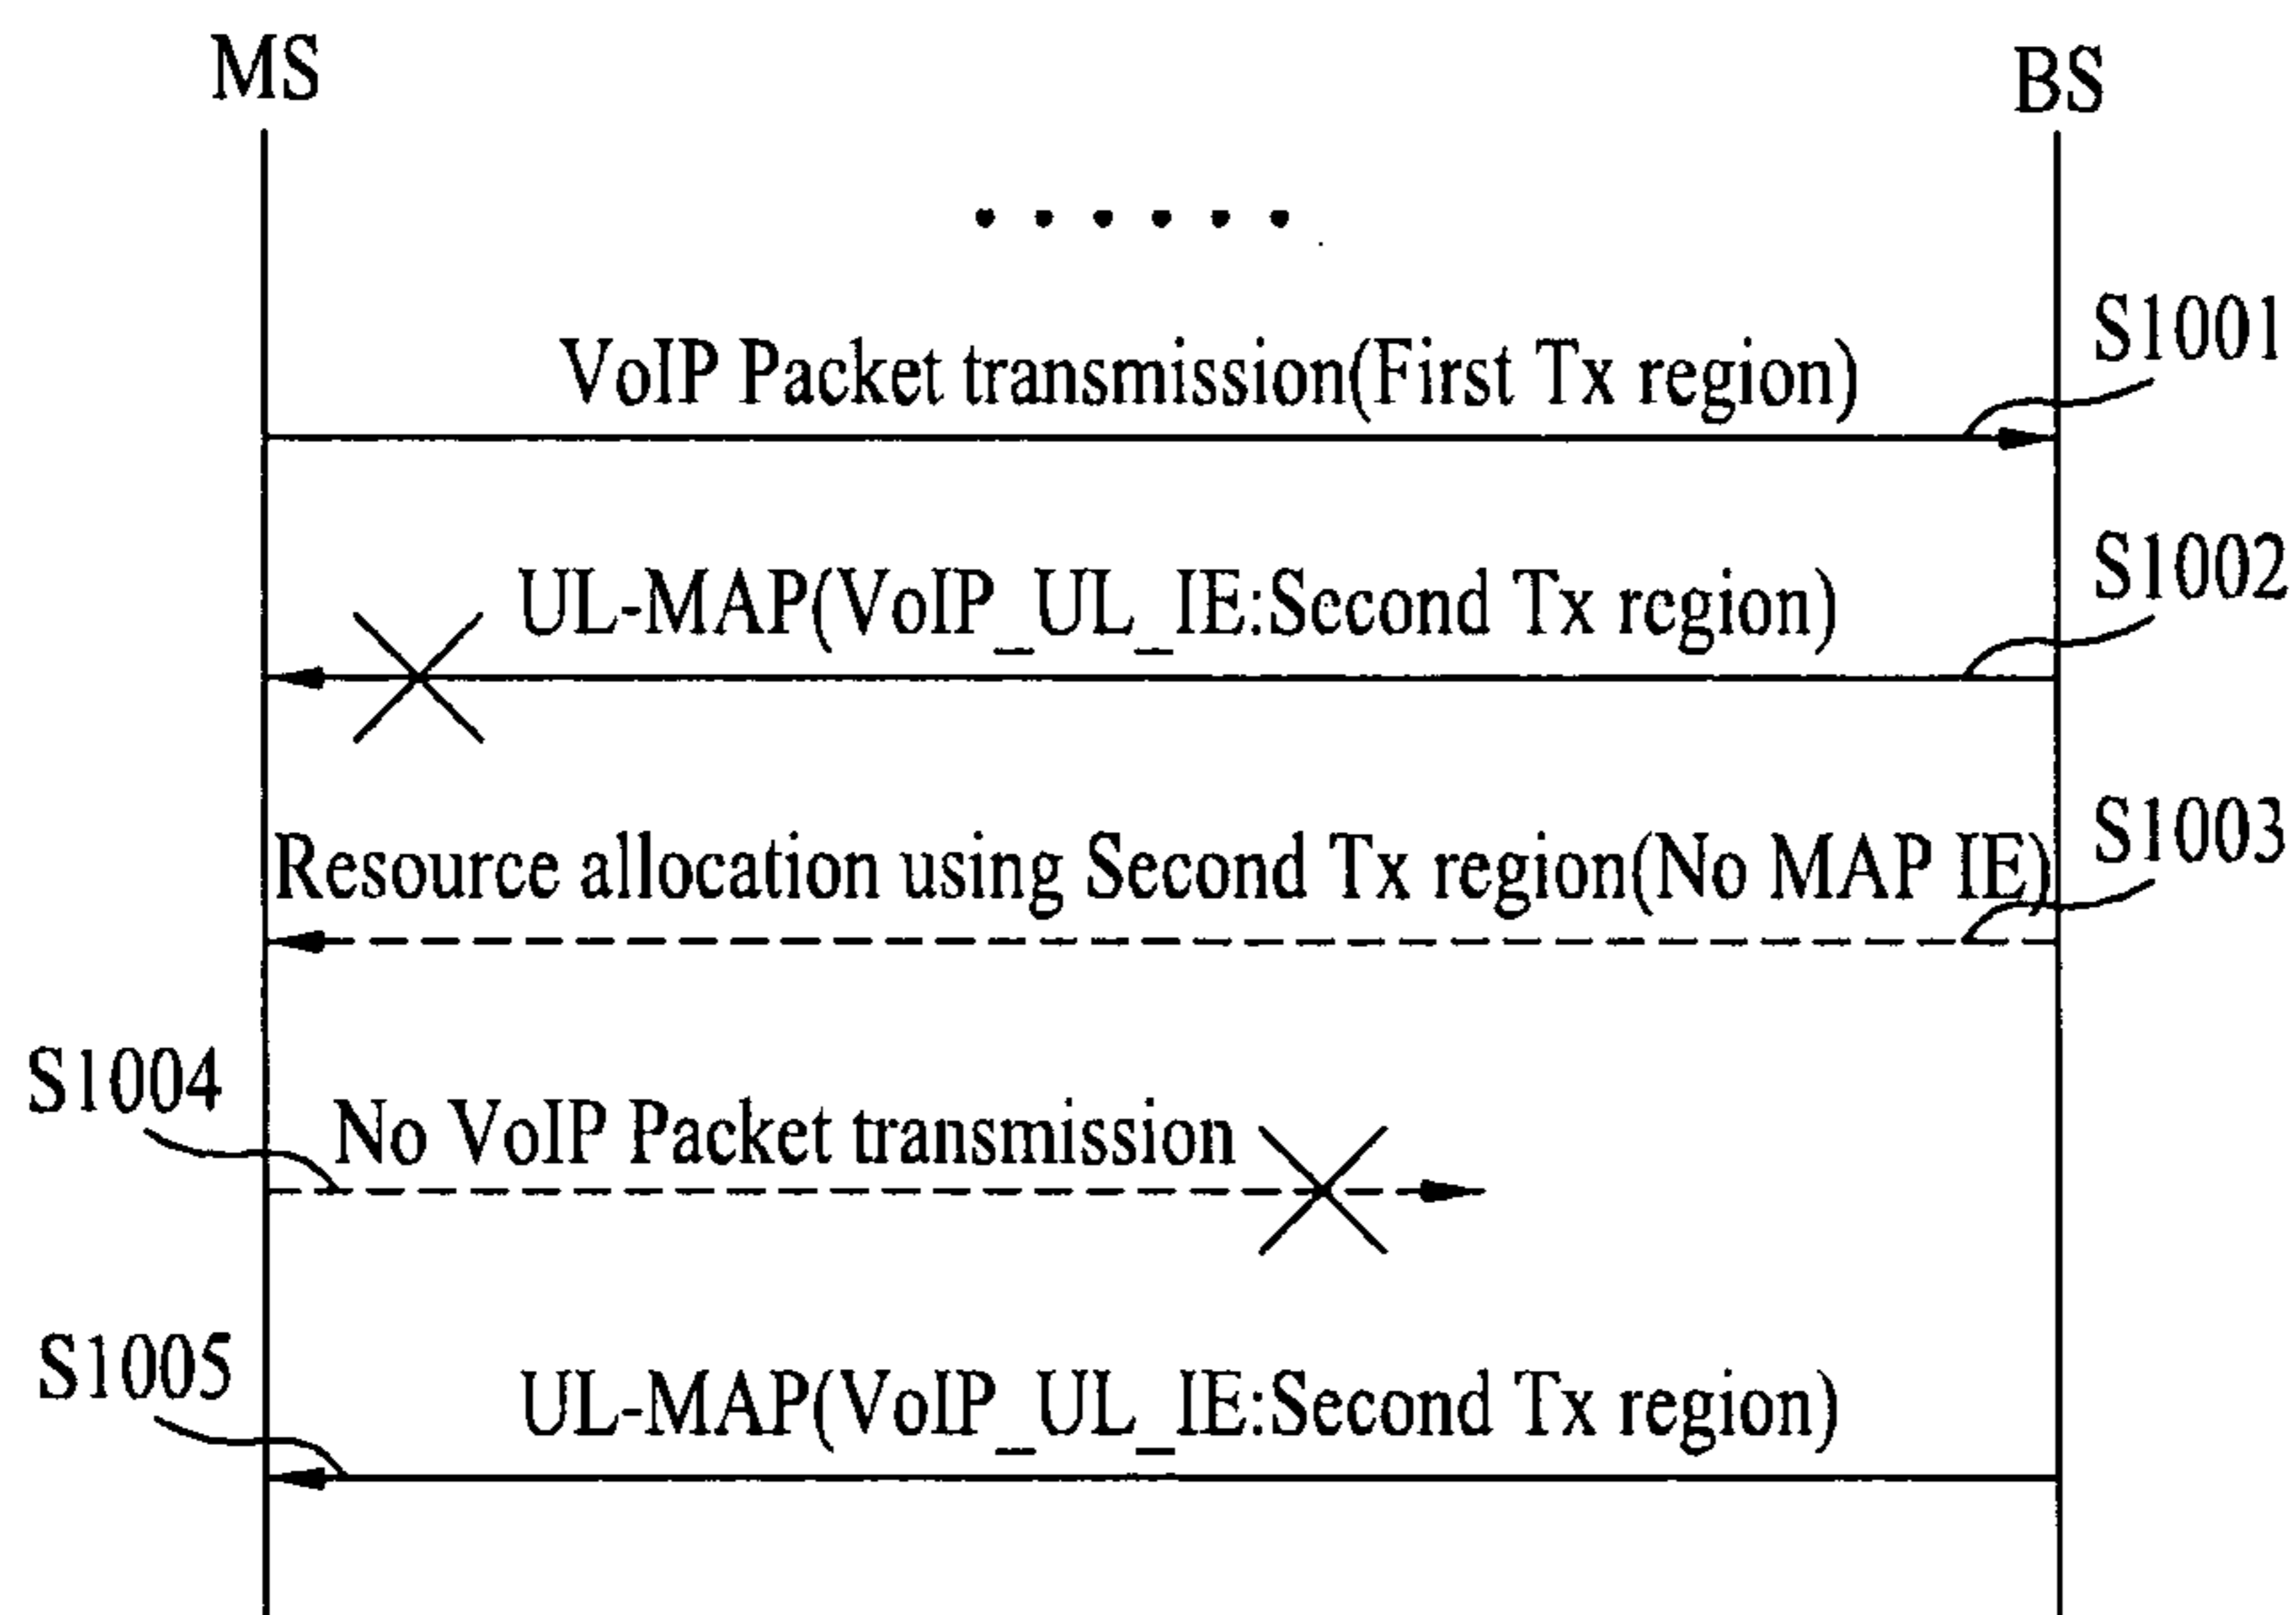 MS
BS
VoIP Packet transmission(First Tx region)
S1001
UL-MAP(VoIP_UL_IE:Second Tx region)
S1002
Resource allocation using Second Tx region(No MAP IE)
S1003
S1004
No VoIP Packet transmission
S1005
UL-MAP(VoIP_UL_IE:Second Tx region)